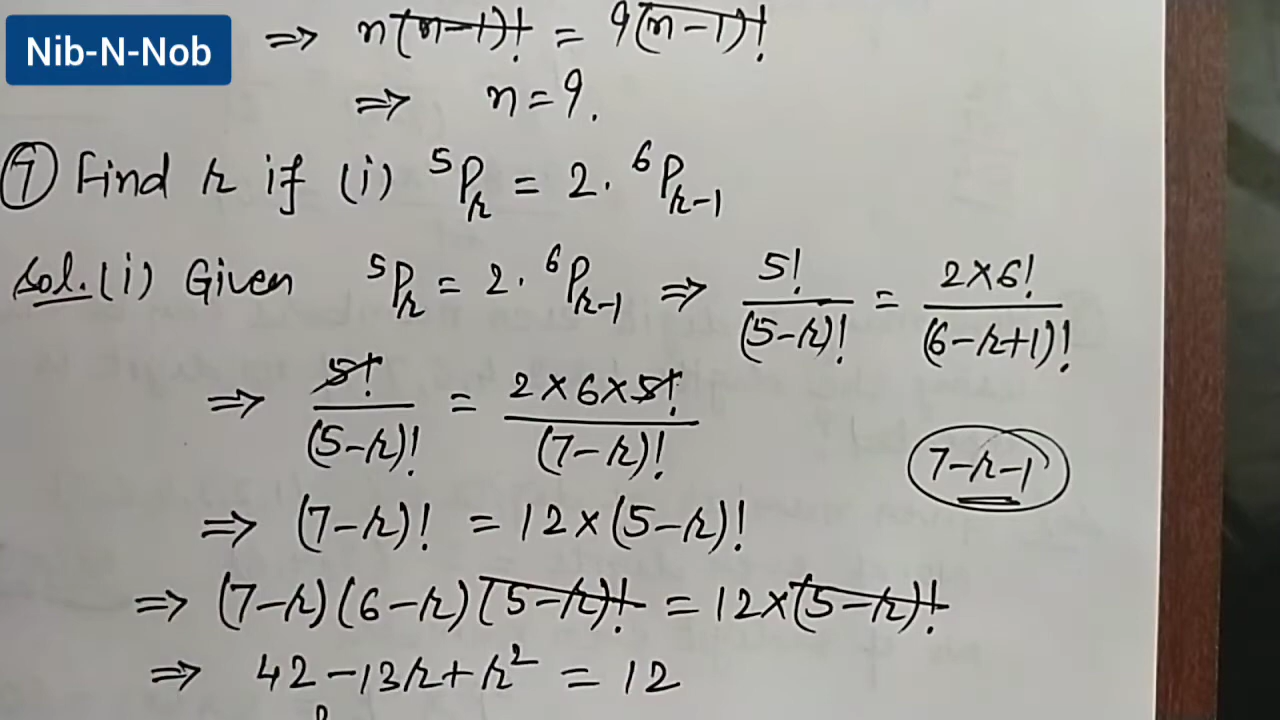 Nib-N-Nob
⇒ n(n-1)! = 9(n-1)!
⇒ n=9.
⑦ Find r if (i) ⁵Pᵣ = 2. ⁶Pᵣ₋₁
Sol. (i) Given ⁵Pᵣ = 2. ⁶Pᵣ₋₁ ⇒ 5!/(5-r)! = 2×6!/(6-r+1)!
⇒ 5!/(5-r)! = 2×6×5!/(7-r)!
7-r-1
⇒ (7-r)! = 12×(5-r)!
⇒ (7-r)(6-r)(5-r)! = 12×(5-r)!
⇒ 42-13r+r² = 12